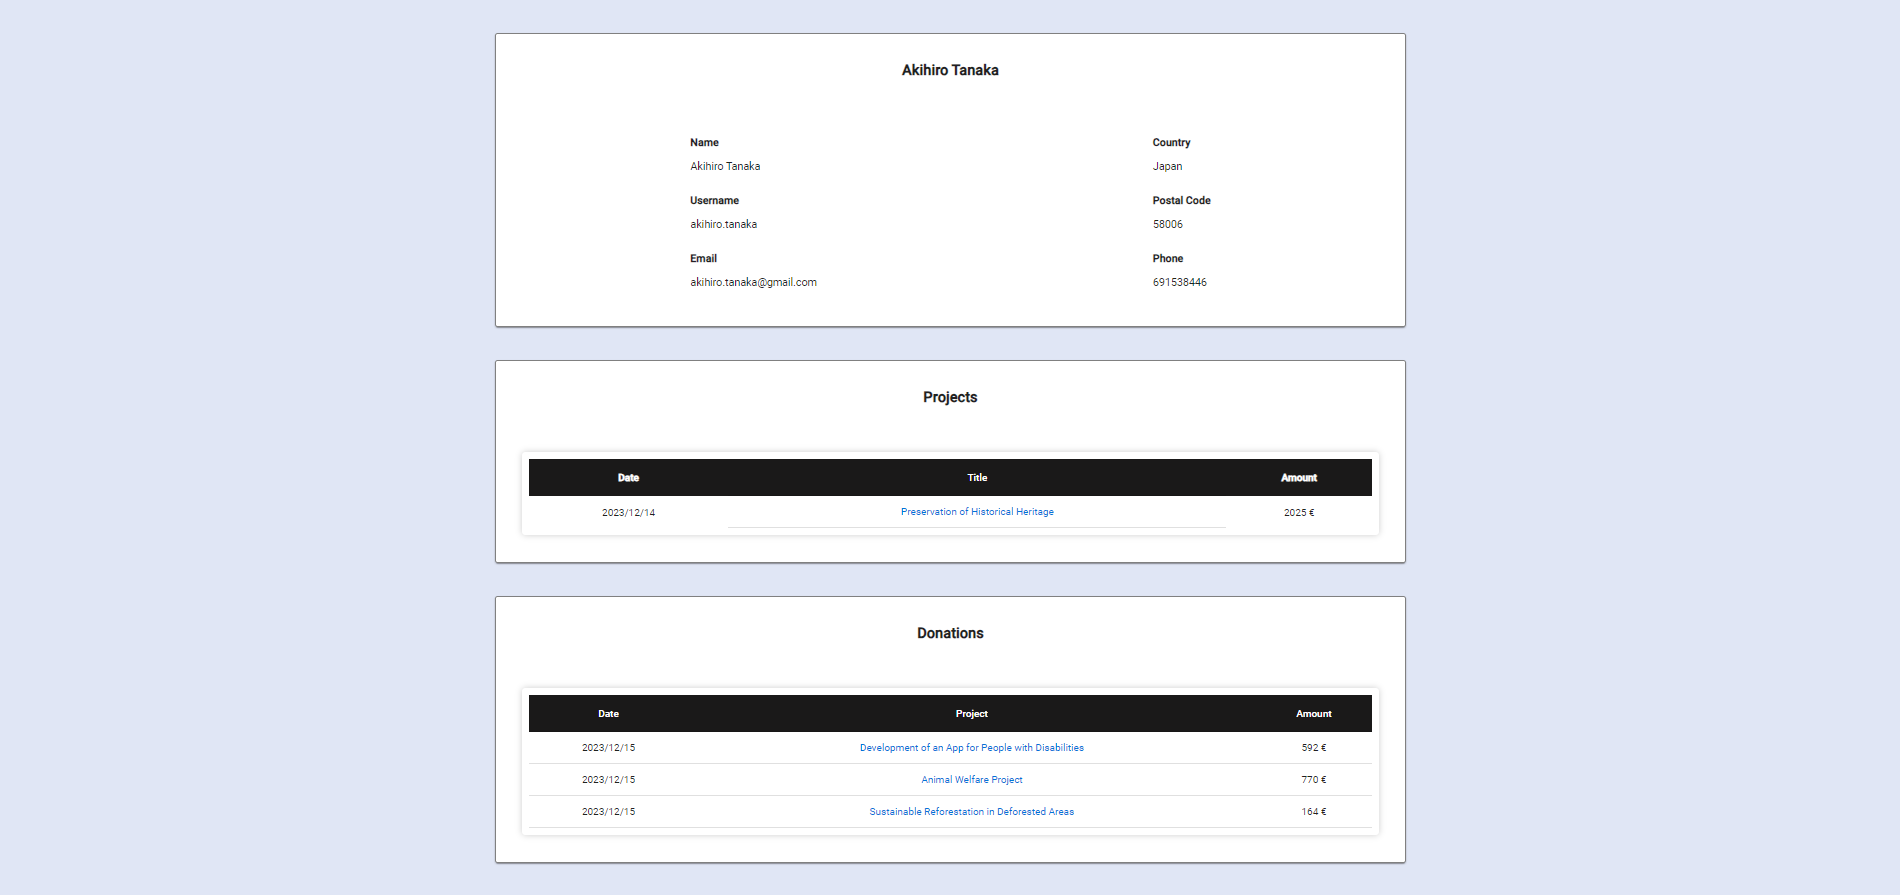 Akihiro Tanaka
Name Country
Akihiro Tanaka Japan
Username Postal Code
akihiro.tanaka 58006
Email Phone
akihiro.tanaka@gmail.com 691538446
Projects
Date Title Amount
2023/12/14 Preservation of Historical Heritage 2025 €
Donations
Date Project Amount
2023/12/15 Development of an App for People with Disabilities 592 €
2023/12/15 Animal Welfare Project 770 €
2023/12/15 Sustainable Reforestation in Deforested Areas 164 €